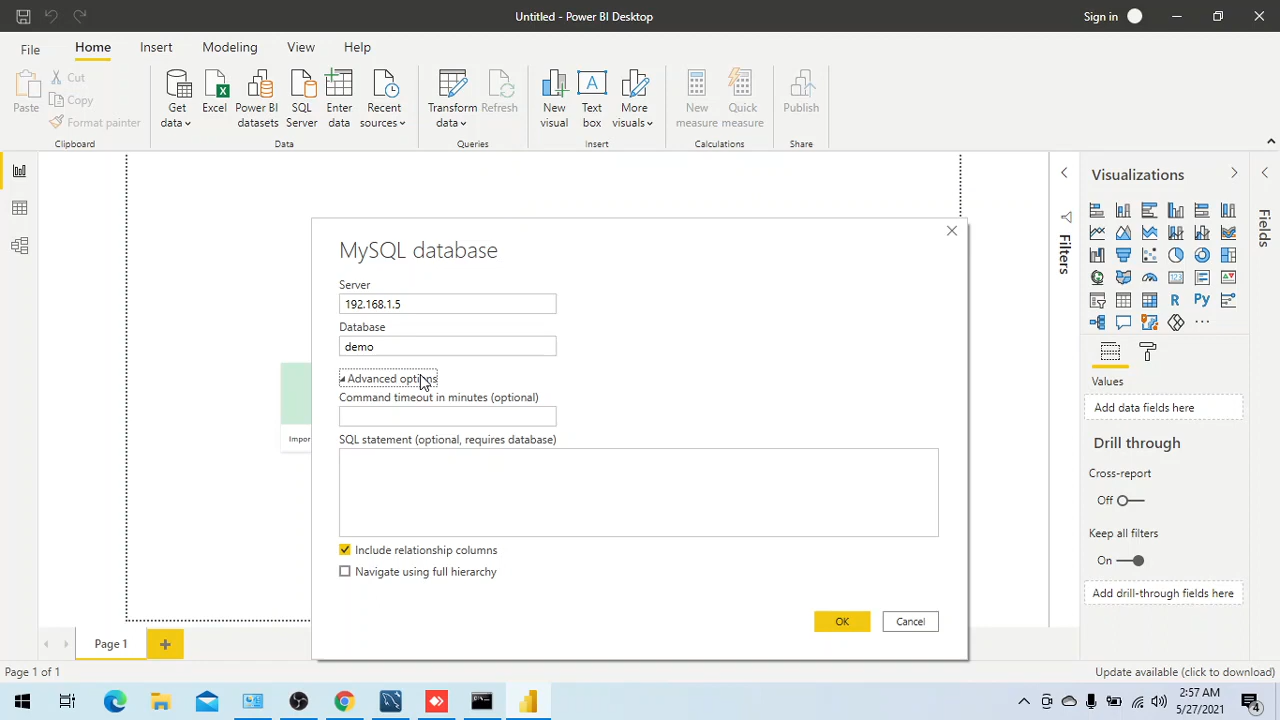 Untitled - Power BI Desktop
Sign in
File
Home
Insert
Modeling
View
Help
Paste
Cut
Copy
Format painter
Clipboard
Get data
Excel
Power BI datasets
SQL Server
Enter data
Recent sources
Data
Transform data
Refresh
Queries
New visual
Text box
More visuals
Insert
New measure
Quick measure
Calculations
Publish
Share
MySQL database
Server
192.168.1.5
Database
demo
Advanced options
Command timeout in minutes (optional)
SQL statement (optional, requires database)
Include relationship columns
Navigate using full hierarchy
OK
Cancel
Impor
Filters
Visualizations
Fields
Values
Add data fields here
Drill through
Cross-report
Off
Keep all filters
On
Add drill-through fields here
Page 1
Page 1 of 1
Update available (click to download)
2:57 AM
5/27/2021
4